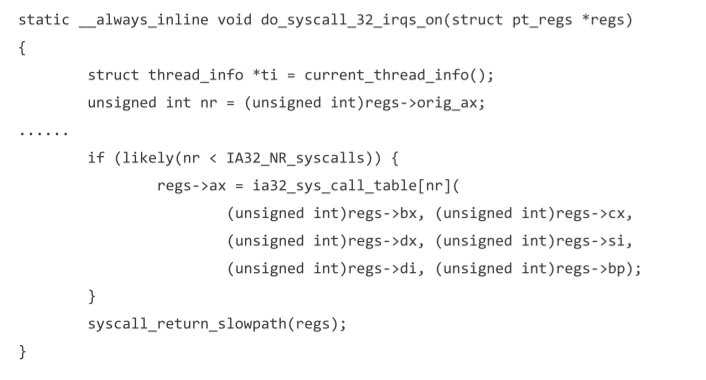 static __always_inline void do_syscall_32_irqs_on(struct pt_regs *regs)
{
        struct thread_info *ti = current_thread_info();
        unsigned int nr = (unsigned int)regs->orig_ax;
......
        if (likely(nr < IA32_NR_syscalls)) {
                regs->ax = ia32_sys_call_table[nr](
                        (unsigned int)regs->bx, (unsigned int)regs->cx,
                        (unsigned int)regs->dx, (unsigned int)regs->si,
                        (unsigned int)regs->di, (unsigned int)regs->bp);
        }
        syscall_return_slowpath(regs);
}